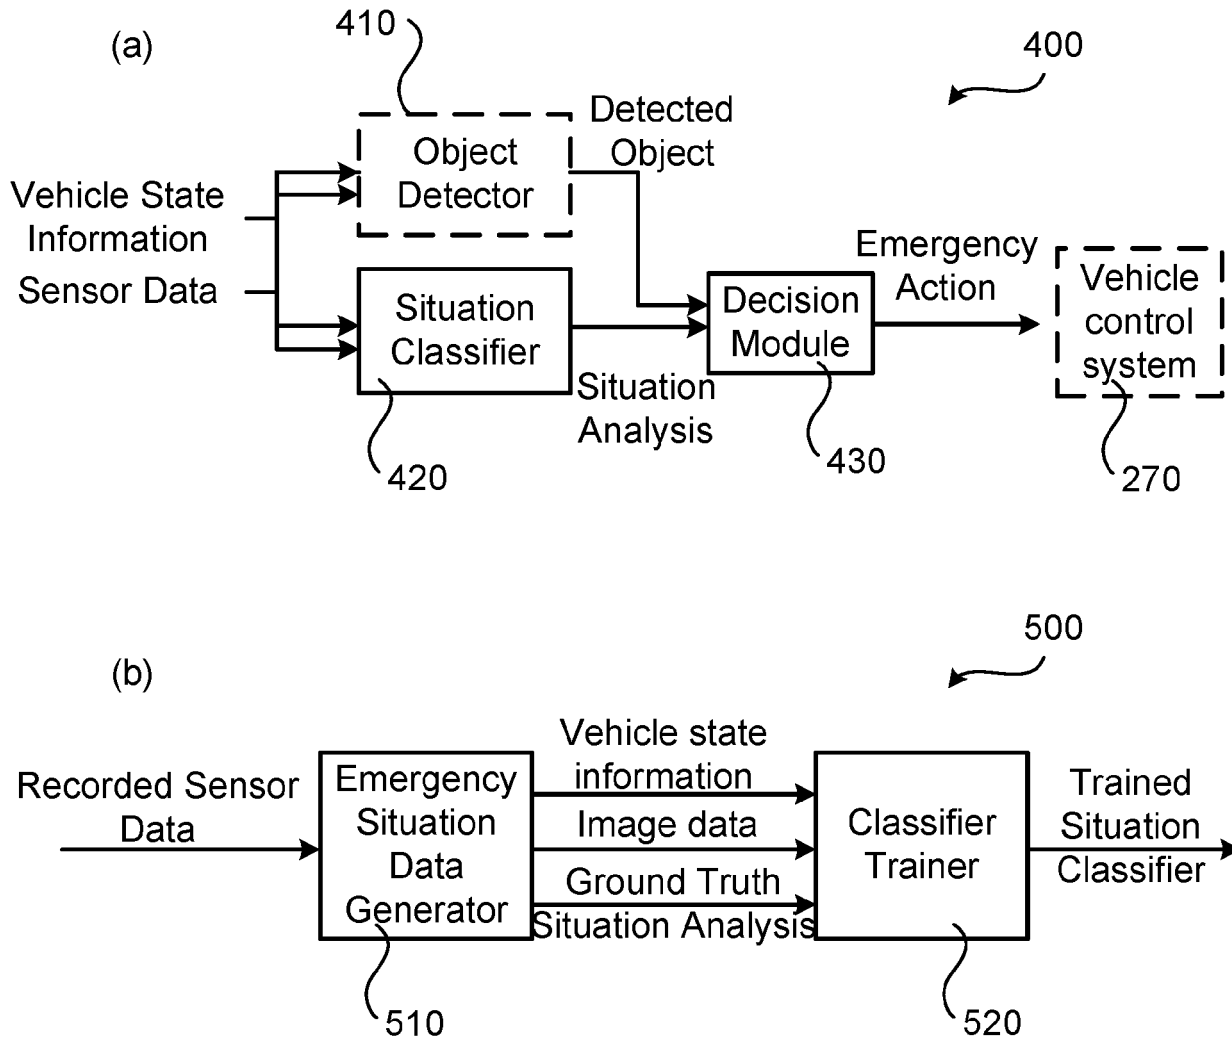 (a)
410
400
Detected
Object
Object
Detector
Vehicle State
Information
Sensor Data
Situation
Classifier
Situation
Analysis
420
Decision
Module
430
Emergency
Action
Vehicle
control
system
270
(b)
500
Recorded Sensor
Data
Emergency
Situation
Data
Generator
510
Vehicle state
information
Image data
Ground Truth
Situation Analysis
Classifier
Trainer
520
Trained
Situation
Classifier